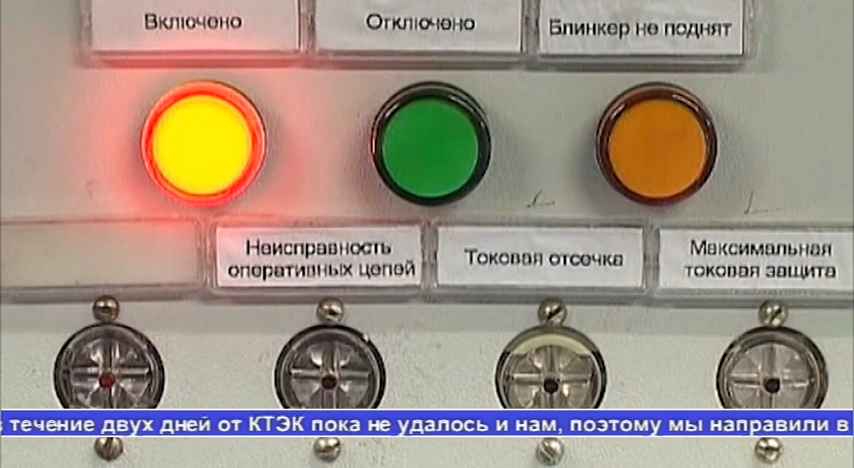 Включено
Отключено
Блинкер не поднят
Неисправность
оперативных цепей
Токовая отсечка
Максимальная
токовая защита
в течение двух дней от КТЭК пока не удалось и нам, поэтому мы направили в